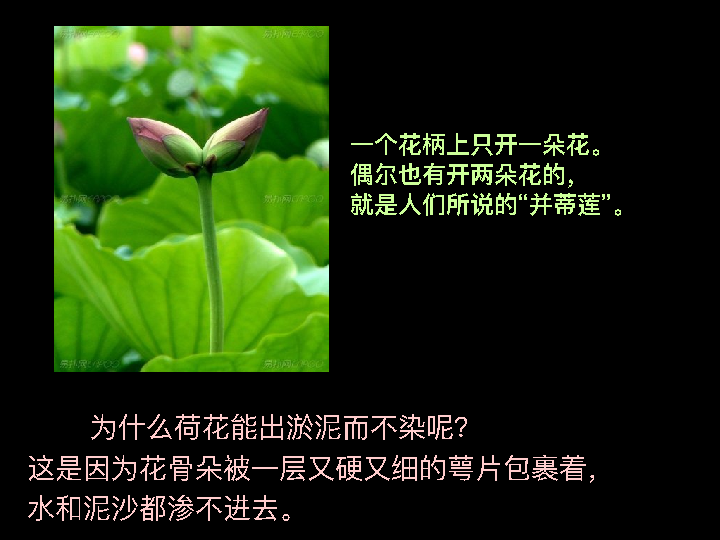 一个花柄上只开一朵花。
偶尔也有开两朵花的，
就是人们所说的“并蒂莲”。
为什么荷花能出淤泥而不染呢？
这是因为花骨朵被一层又硬又细的萼片包裹着，
水和泥沙都渗不进去。